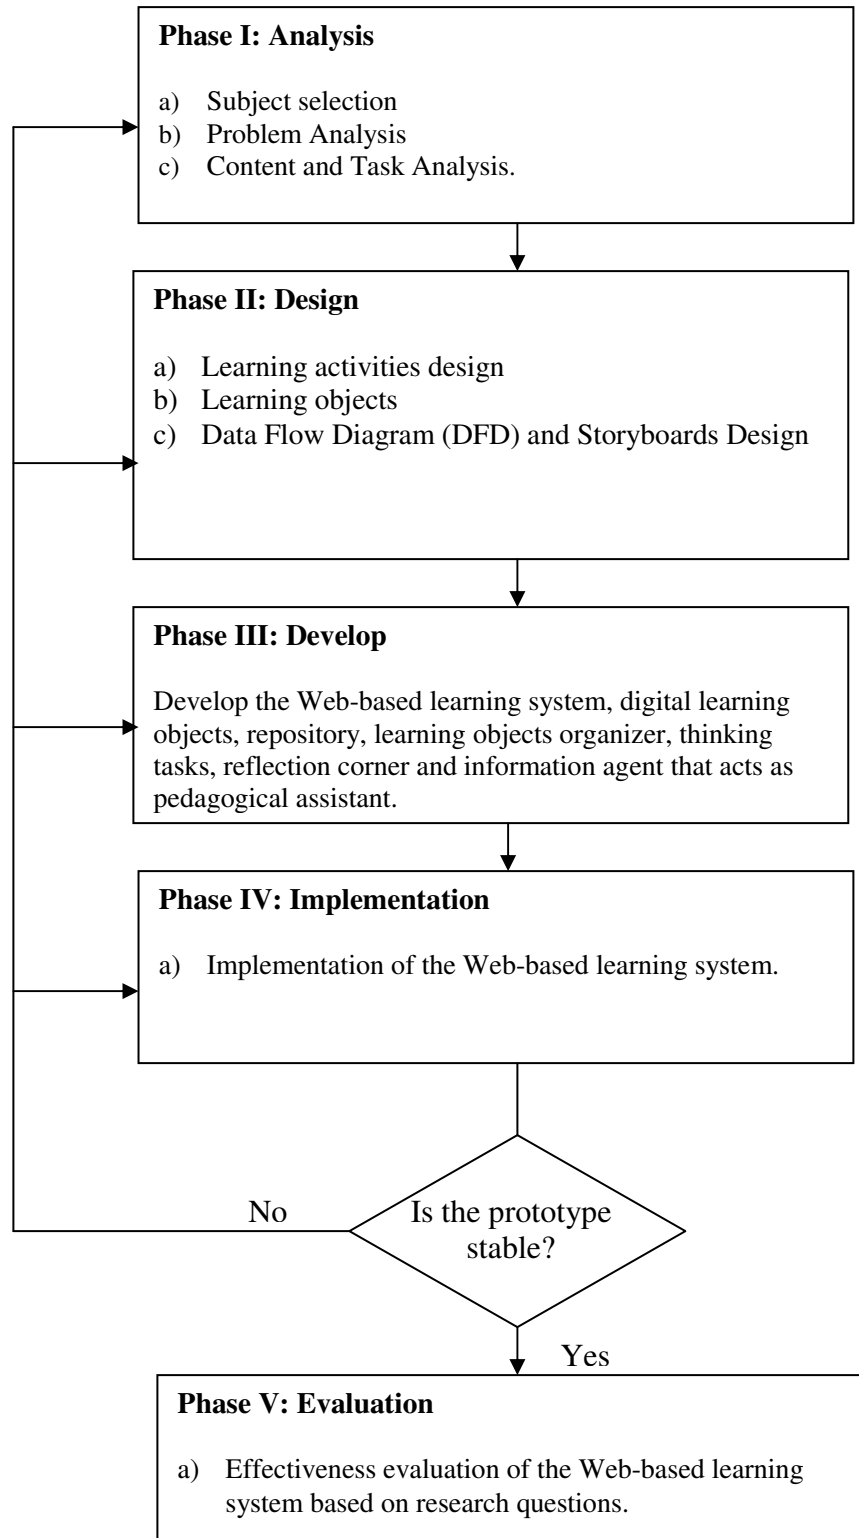 Phase I: Analysis
a) Subject selection
b) Problem Analysis
c) Content and Task Analysis.
Phase II: Design
a) Learning activities design
b) Learning objects
c) Data Flow Diagram (DFD) and Storyboards Design
Phase III: Develop
Develop the Web-based learning system, digital learning
objects, repository, learning objects organizer, thinking
tasks, reflection corner and information agent that acts as
pedagogical assistant.
Phase IV: Implementation
a) Implementation of the Web-based learning system.
No
Is the prototype
stable?
Yes
Phase V: Evaluation
a) Effectiveness evaluation of the Web-based learning
system based on research questions.